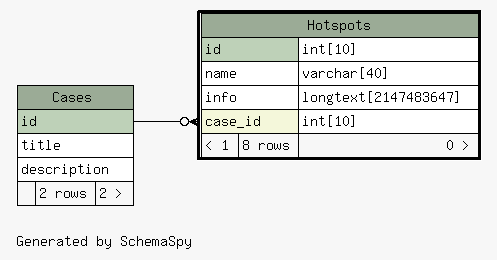 Hotspots
id int[10]
name varchar[40]
info longtext[2147483647]
case_id int[10]
< 1 8 rows 0 >
Cases
id
title
description
2 rows 2 >
Generated by SchemaSpy